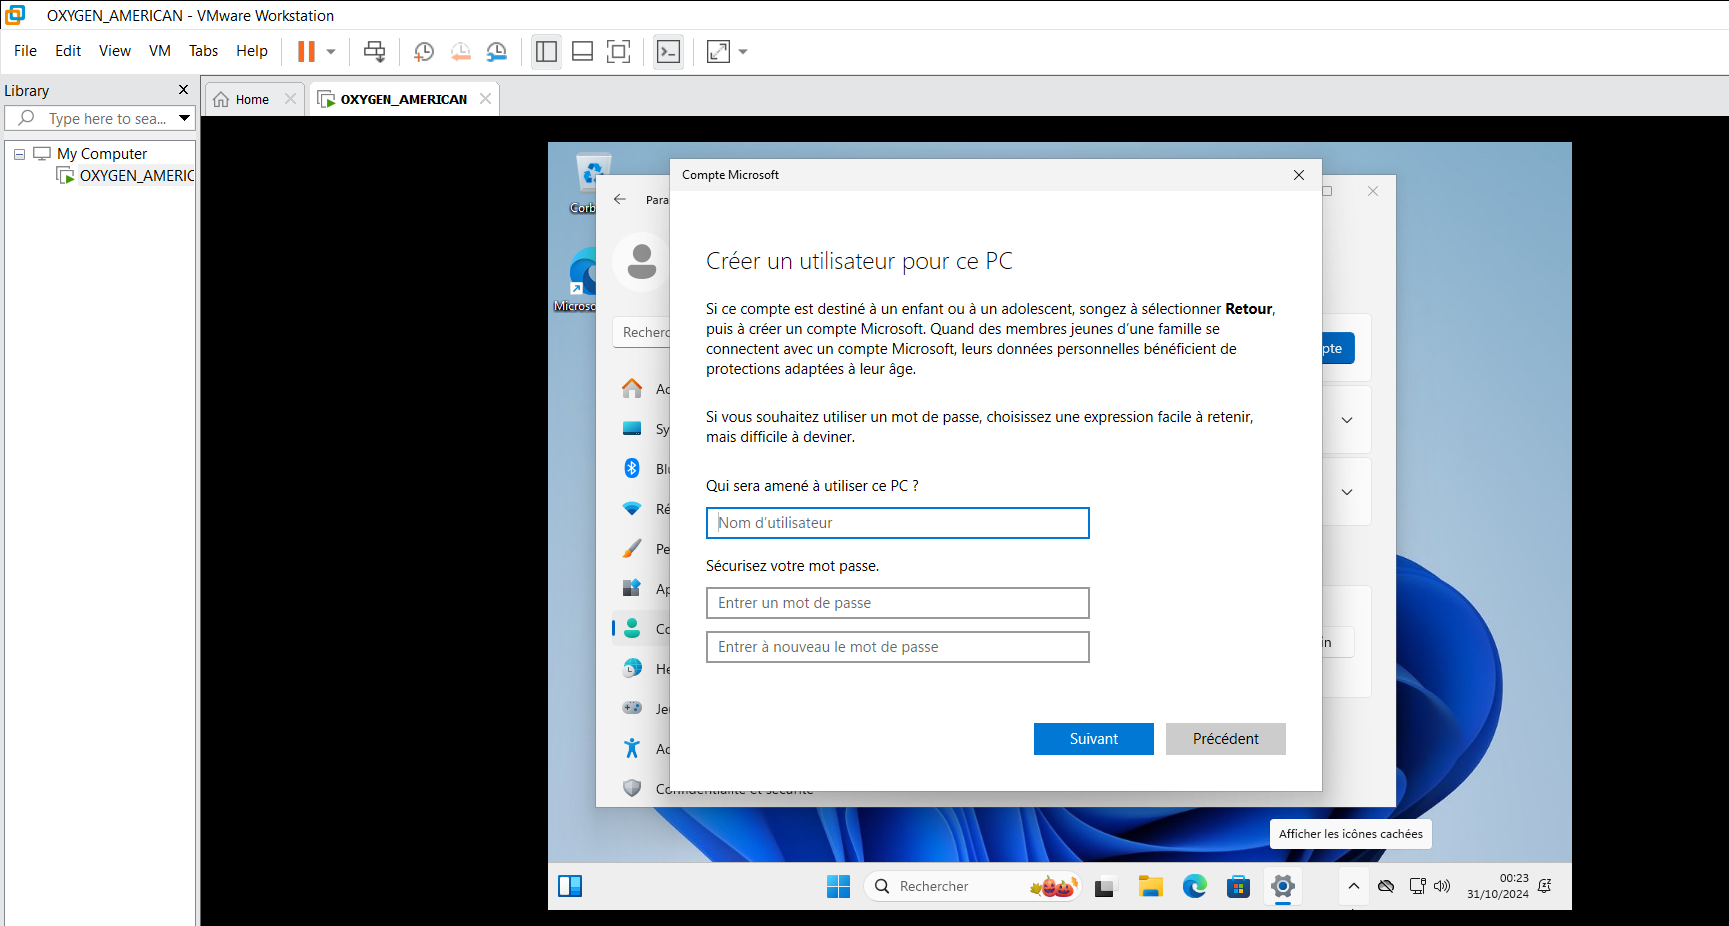 OXYGEN_AMERICAN - VMware Workstation
File Edit View VM Tabs Help
Library
Home
OXYGEN_AMERICAN
Type here to sea...
My Computer
OXYGEN_AMERIC
Compte Microsoft
Créer un utilisateur pour ce PC
Si ce compte est destiné à un enfant ou à un adolescent, songez à sélectionner Retour,
puis à créer un compte Microsoft. Quand des membres jeunes d'une famille se
connectent avec un compte Microsoft, leurs données personnelles bénéficient de
protections adaptées à leur âge.
Si vous souhaitez utiliser un mot de passe, choisissez une expression facile à retenir,
mais difficile à deviner.
Qui sera amené à utiliser ce PC ?
Nom d'utilisateur
Sécurisez votre mot passe.
Entrer un mot de passe
Entrer à nouveau le mot de passe
Suivant
Précédent
Corb
Microso
Para
Recherc
Ac
Sy
Blu
Ré
Pe
Ap
Co
He
Jeu
Ac
Confidentialité et sécurité
pte
in
Afficher les icônes cachées
Rechercher
00:23
31/10/2024